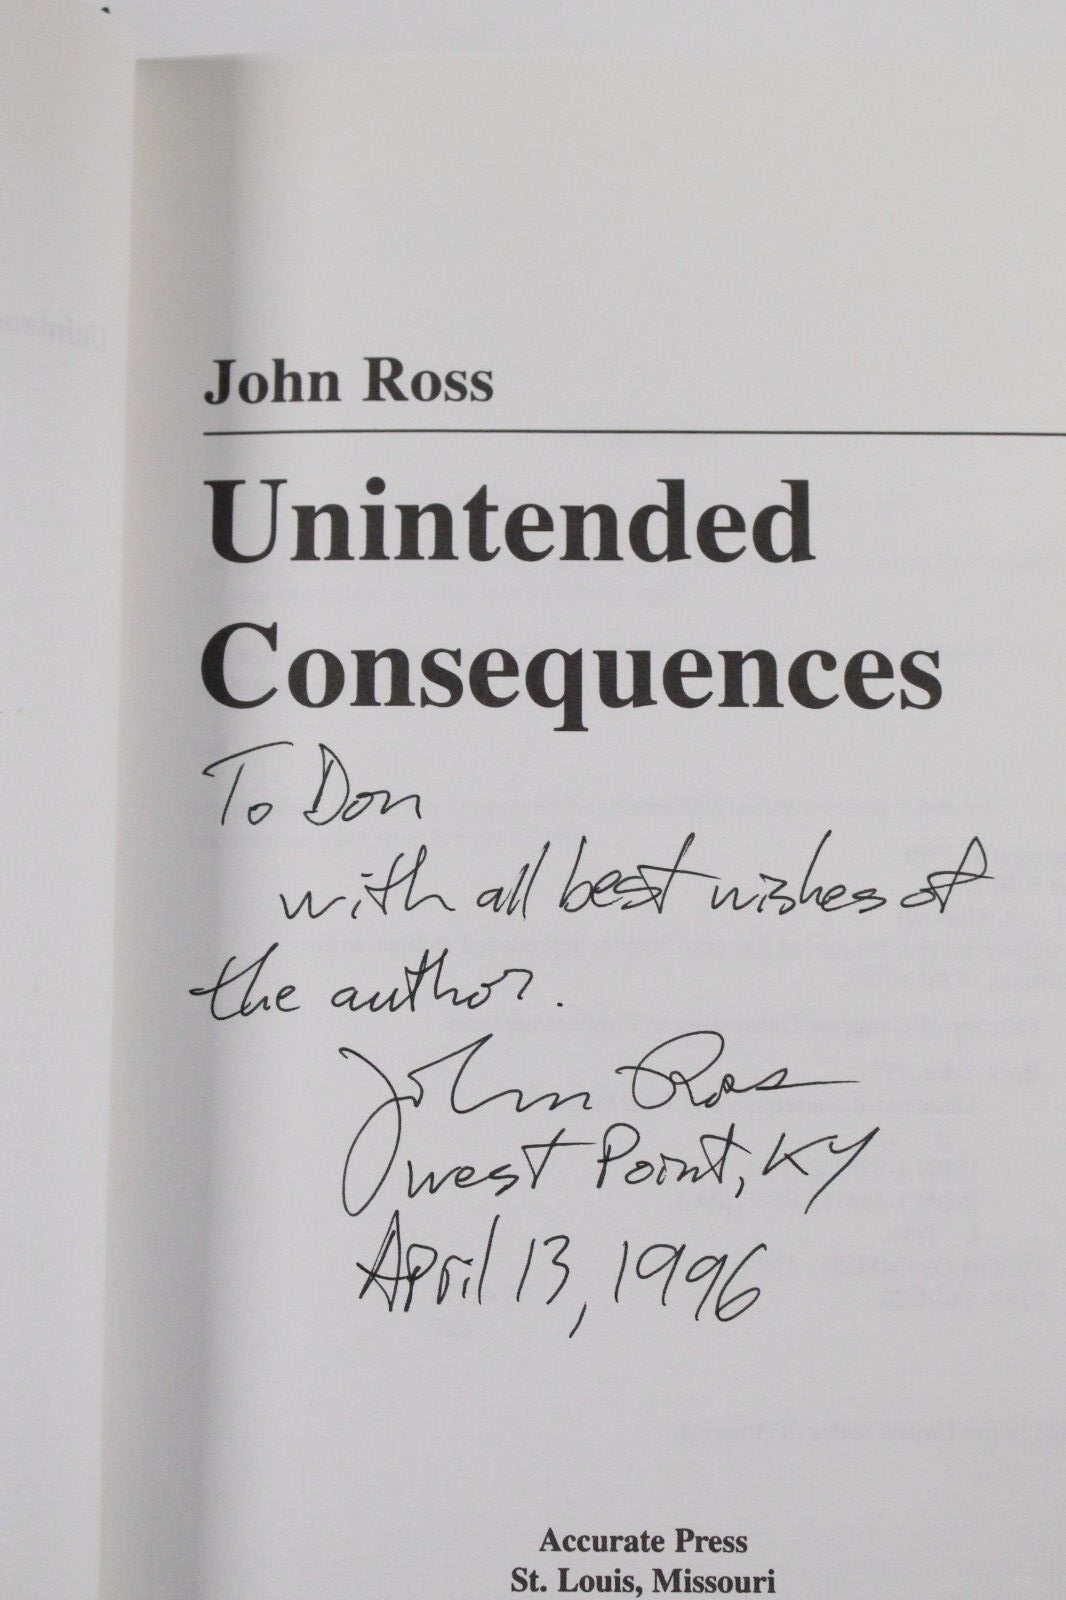 John Ross
Unintended
Consequences
To Don
with all best wishes of
the author.
John Ross
West Point, KY
April 13, 1996
Accurate Press
St. Louis, Missouri